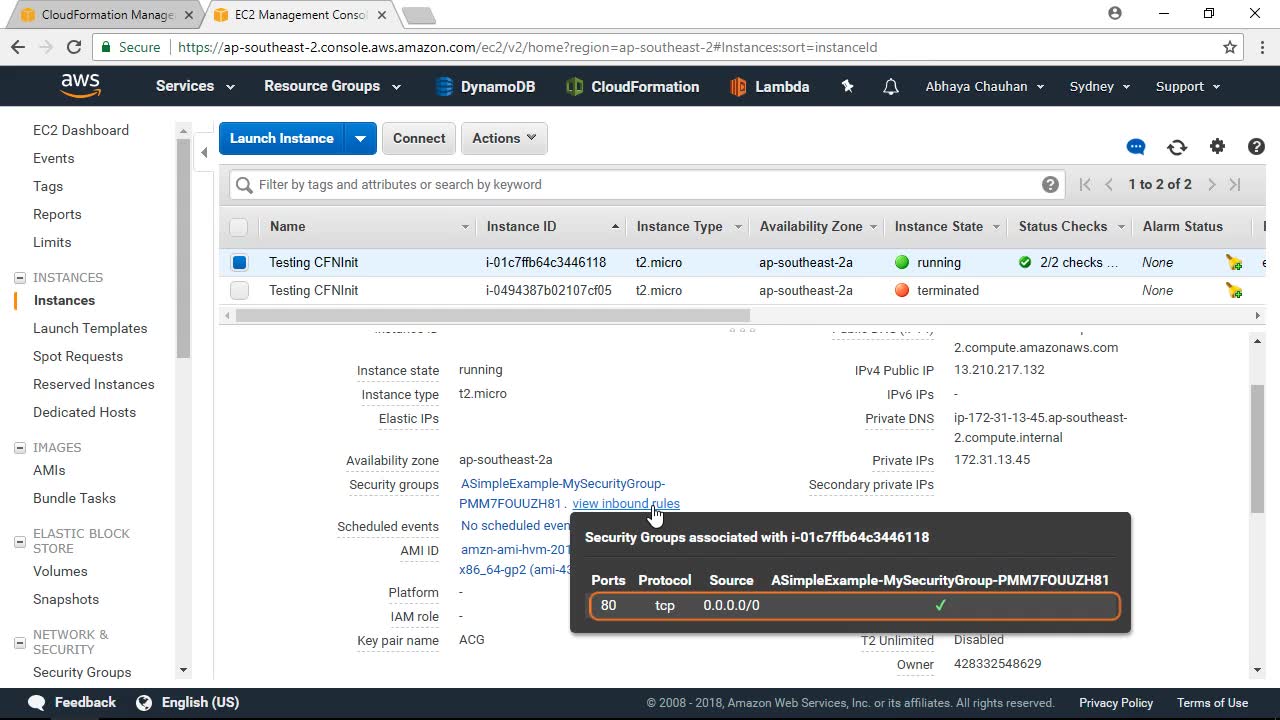 CloudFormation Manage
EC2 Management Consol
Secure
https://ap-southeast-2.console.aws.amazon.com/ec2/v2/home?region=ap-southeast-2#Instances:sort=instanceId
aws
Services
Resource Groups
DynamoDB
CloudFormation
Lambda
Abhaya Chauhan
Sydney
Support
EC2 Dashboard
Events
Tags
Reports
Limits
INSTANCES
Instances
Launch Templates
Spot Requests
Reserved Instances
Dedicated Hosts
IMAGES
AMIs
Bundle Tasks
ELASTIC BLOCK
STORE
Volumes
Snapshots
NETWORK &
SECURITY
Security Groups
Launch Instance
Connect
Actions
Filter by tags and attributes or search by keyword
1 to 2 of 2
Name
Instance ID
Instance Type
Availability Zone
Instance State
Status Checks
Alarm Status
Testing CFNInit
i-01c7ffb64c3446118
t2.micro
ap-southeast-2a
running
2/2 checks ...
None
Testing CFNInit
i-0494387b02107cf05
t2.micro
ap-southeast-2a
terminated
None
2.compute.amazonaws.com
Instance state
running
IPv4 Public IP
13.210.217.132
Instance type
t2.micro
IPv6 IPs
-
Elastic IPs
Private DNS
ip-172-31-13-45.ap-southeast-
2.compute.internal
Availability zone
ap-southeast-2a
Private IPs
172.31.13.45
Security groups
ASimpleExample-MySecurityGroup-
PMM7FOUUZH81. view inbound rules
Secondary private IPs
Scheduled events
No scheduled even
AMI ID
amzn-ami-hvm-201
x86_64-gp2 (ami-43
Platform
-
IAM role
-
Key pair name
ACG
Security Groups associated with i-01c7ffb64c3446118
Ports
Protocol
Source
ASimpleExample-MySecurityGroup-PMM7FOUUZH81
80
tcp
0.0.0.0/0
✓
T2 Unlimited
Disabled
Owner
428332548629
Feedback
English (US)
© 2008 - 2018, Amazon Web Services, Inc. or its affiliates. All rights reserved.
Privacy Policy
Terms of Use